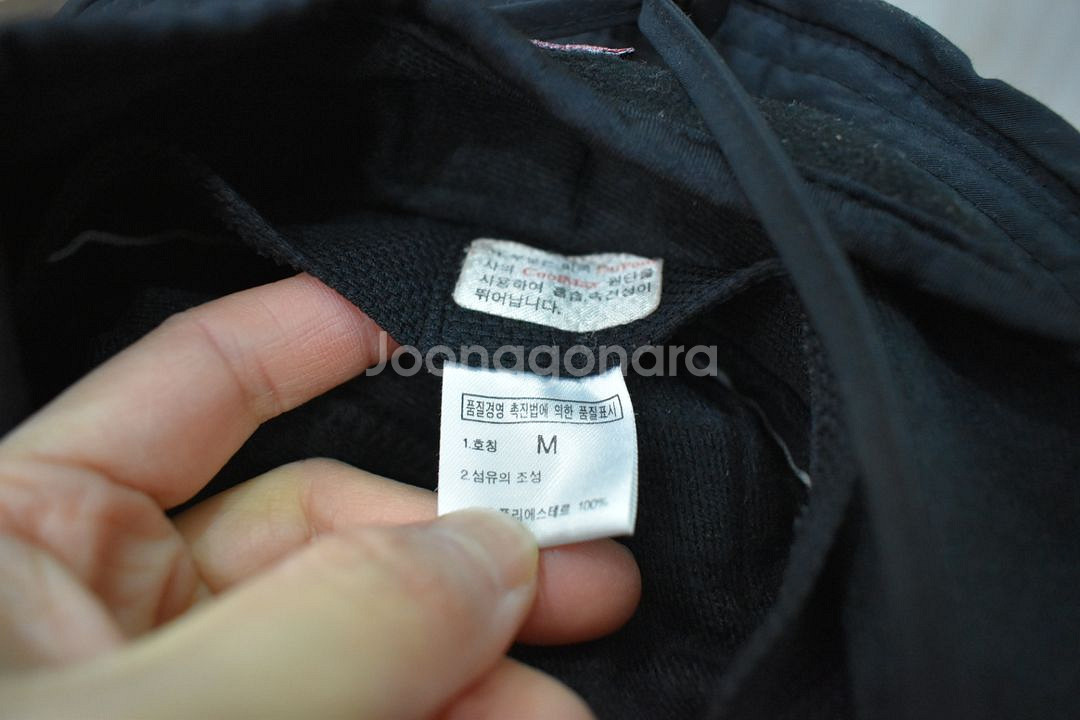 DuPont
사의 CoolMax 원단을
사용하여 흡습,속건성이
뛰어납니다.
Joonggonara
품질경영 촉진법에 의한 품질표시
1.호칭 M
2.섬유의 조성
폴리에스테르 100%